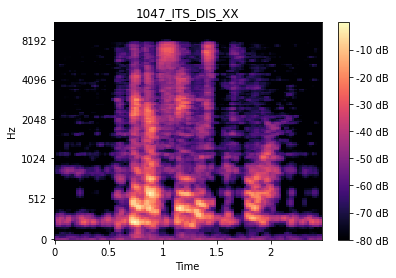 1047_ITS_DIS_XX
8192
4096
2048
1024
512
0
Hz
0
0.5
1
1.5
2
Time
-10 dB
-20 dB
-30 dB
-40 dB
-50 dB
-60 dB
-70 dB
-80 dB